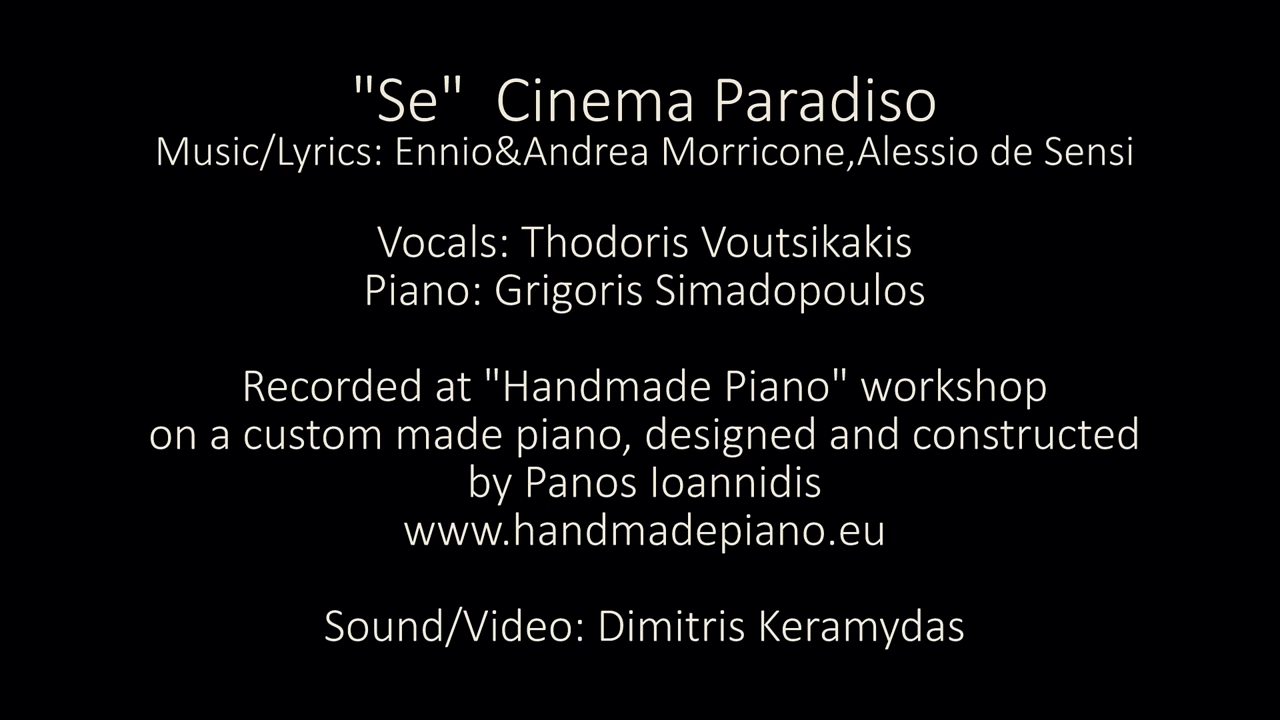 "Se"  Cinema Paradiso
Music/Lyrics: Ennio&Andrea Morricone,Alessio de Sensi
Vocals: Thodoris Voutsikakis
Piano: Grigoris Simadopoulos
Recorded at "Handmade Piano" workshop
on a custom made piano, designed and constructed
by Panos Ioannidis
www.handmadepiano.eu
Sound/Video: Dimitris Keramydas